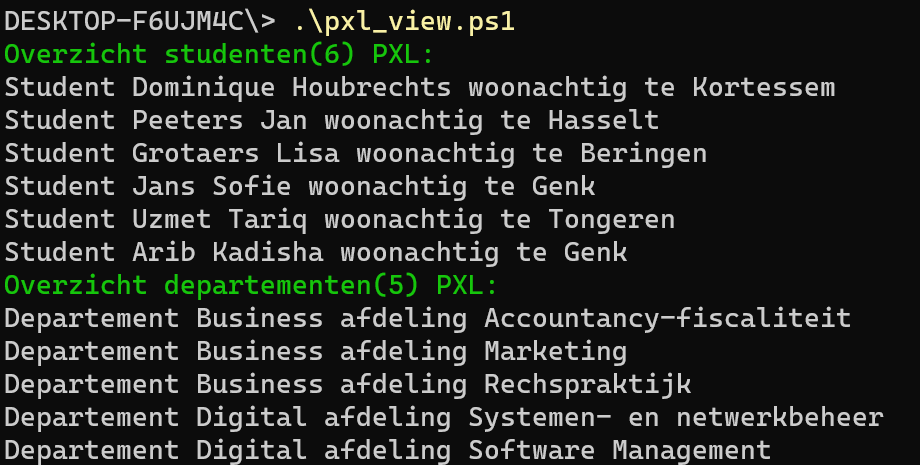 DESKTOP-F6UJM4C\> .\pxl_view.ps1
Overzicht studenten(6) PXL:
Student Dominique Houbrechts woonachtig te Kortessem
Student Peeters Jan woonachtig te Hasselt
Student Grotaers Lisa woonachtig te Beringen
Student Jans Sofie woonachtig te Genk
Student Uzmet Tariq woonachtig te Tongeren
Student Arib Kadisha woonachtig te Genk
Overzicht departementen(5) PXL:
Departement Business afdeling Accountancy-fiscaliteit
Departement Business afdeling Marketing
Departement Business afdeling Rechspraktijk
Departement Digital afdeling Systemen- en netwerkbeheer
Departement Digital afdeling Software Management